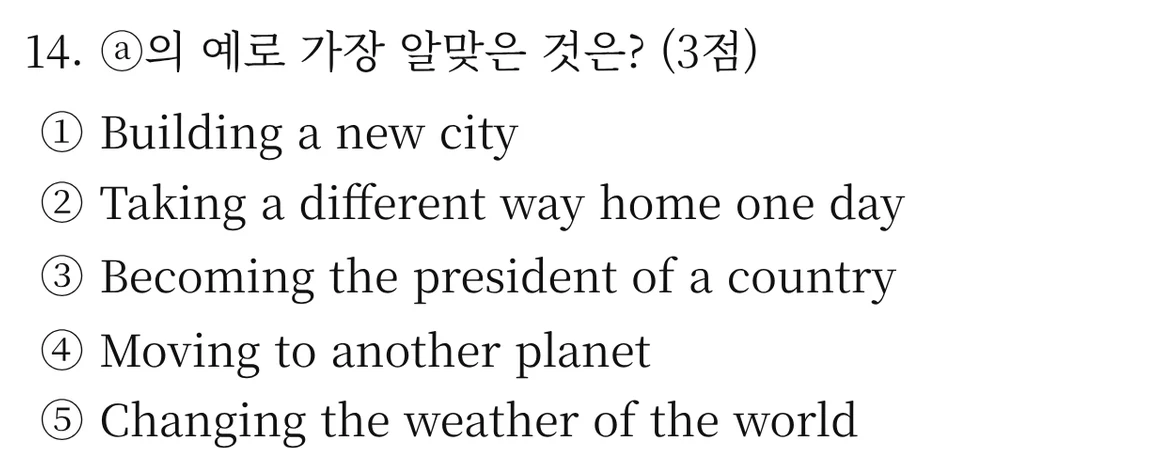 14. ⓐ의 예로 가장 알맞은 것은? (3점)
① Building a new city
② Taking a different way home one day
③ Becoming the president of a country
④ Moving to another planet
⑤ Changing the weather of the world